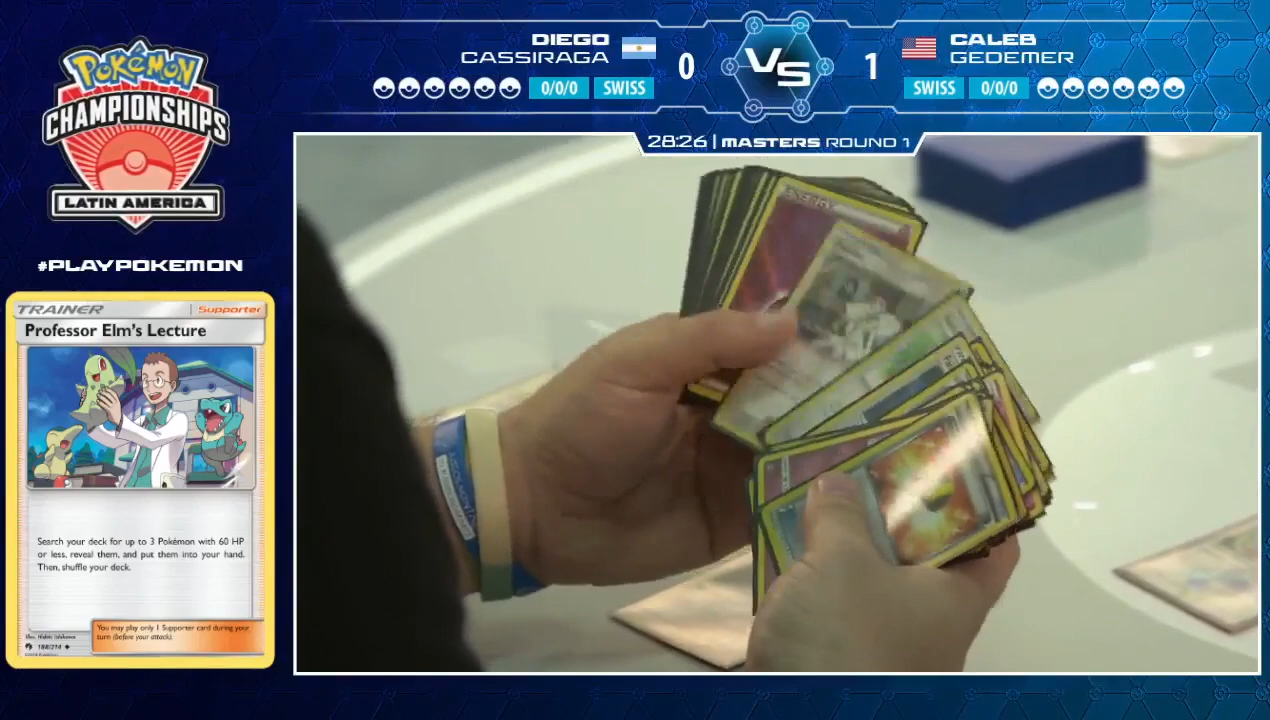 Pokémon
CHAMPIONSHIPS
LATIN AMERICA
#PLAYPOKEMON
DIEGO
CASSIRAGA
0
0/0/0
SWISS
VS
1
CALEB
GEDEMER
SWISS
0/0/0
28:26 | MASTERS ROUND 1
TRAINER
Supporter
Professor Elm's Lecture
Search your deck for up to 3 Pokémon with 60 HP
or less, reveal them, and put them into your hand.
Then, shuffle your deck.
You may play only 1 Supporter card during your
turn (before your attack).
188/214
ENERGY